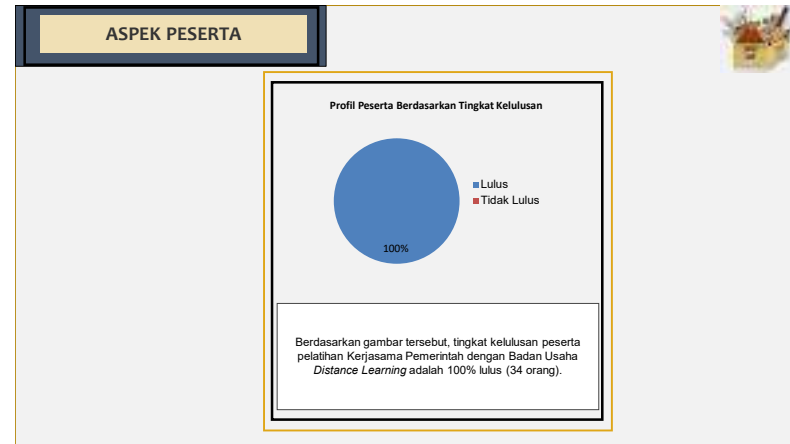 ASPEK PESERTA
Profil Peserta Berdasarkan Tingkat Kelulusan
Lulus
Tidak Lulus
100%
Berdasarkan gambar tersebut, tingkat kelulusan peserta
pelatihan Kerjasama Pemerintah dengan Badan Usaha
Distance Learning adalah 100% lulus (34 orang).